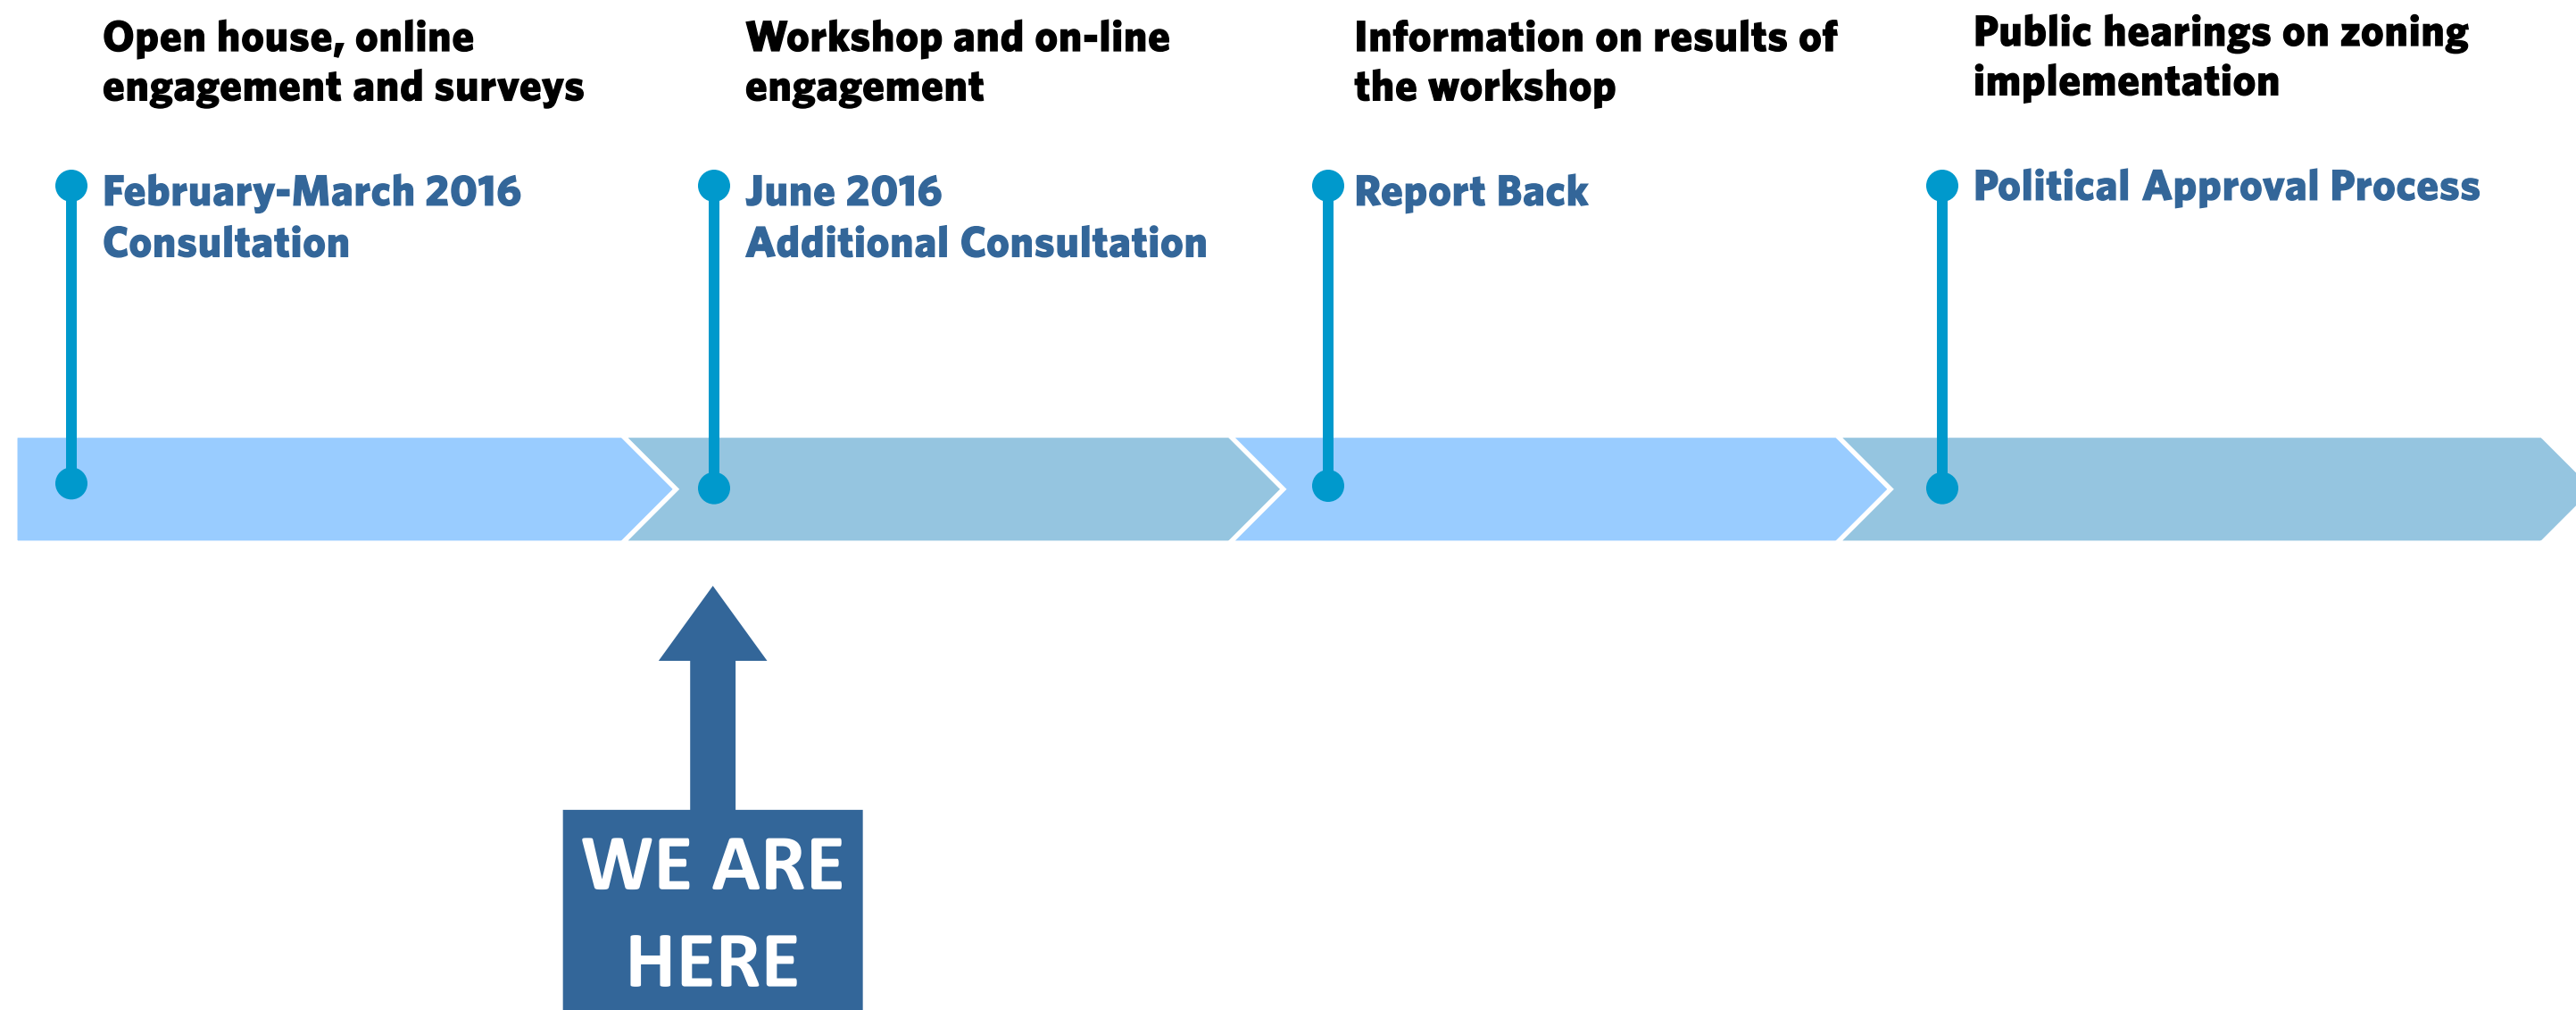 Open house, online
engagement and surveys
February-March 2016
Consultation
Workshop and on-line
engagement
June 2016
Additional Consultation
Information on results of
the workshop
Report Back
Public hearings on zoning
implementation
Political Approval Process
WE ARE
HERE